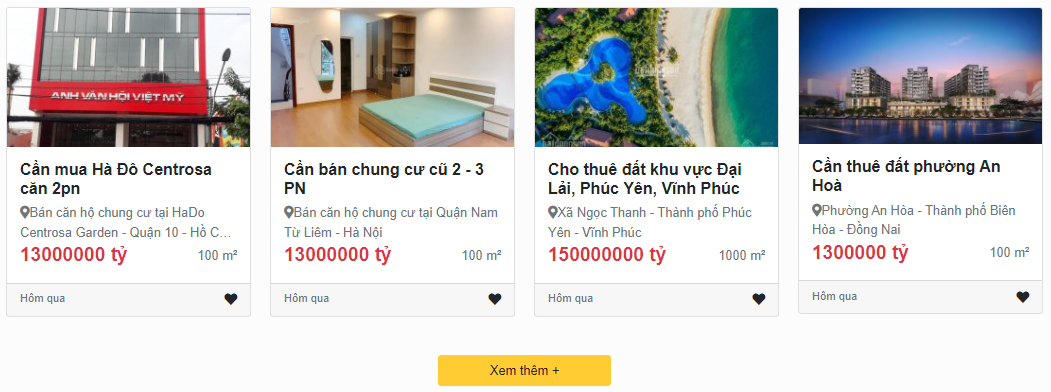 ANH VĂN HỘI VIỆT MỸ
Cần mua Hà Đô Centrosa
căn 2pn
Bán căn hộ chung cư tại HaDo
Centrosa Garden - Quận 10 - Hồ C...
13000000 tỷ 100 m²
Hôm qua
Cần bán chung cư cũ 2 - 3
PN
Bán căn hộ chung cư tại Quận Nam
Từ Liêm - Hà Nội
13000000 tỷ 100 m²
Hôm qua
Cho thuê đất khu vực Đại
Lải, Phúc Yên, Vĩnh Phúc
Xã Ngọc Thanh - Thành phố Phúc
Yên - Vĩnh Phúc
150000000 tỷ 1000 m²
Hôm qua
Cần thuê đất phường An
Hoà
Phường An Hòa - Thành phố Biên
Hòa - Đồng Nai
1300000 tỷ 100 m²
Hôm qua
Xem thêm +